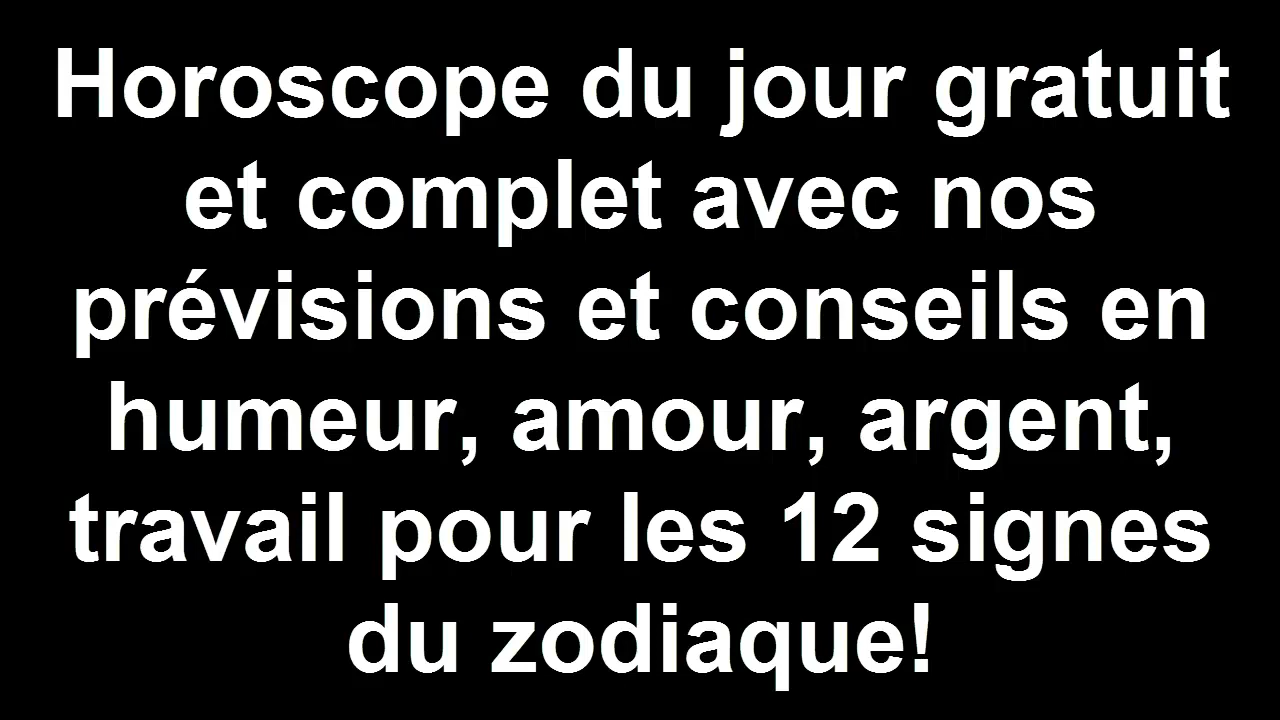 Horoscope du jour gratuit
et complet avec nos
prévisions et conseils en
humeur, amour, argent,
travail pour les 12 signes
du zodiaque!